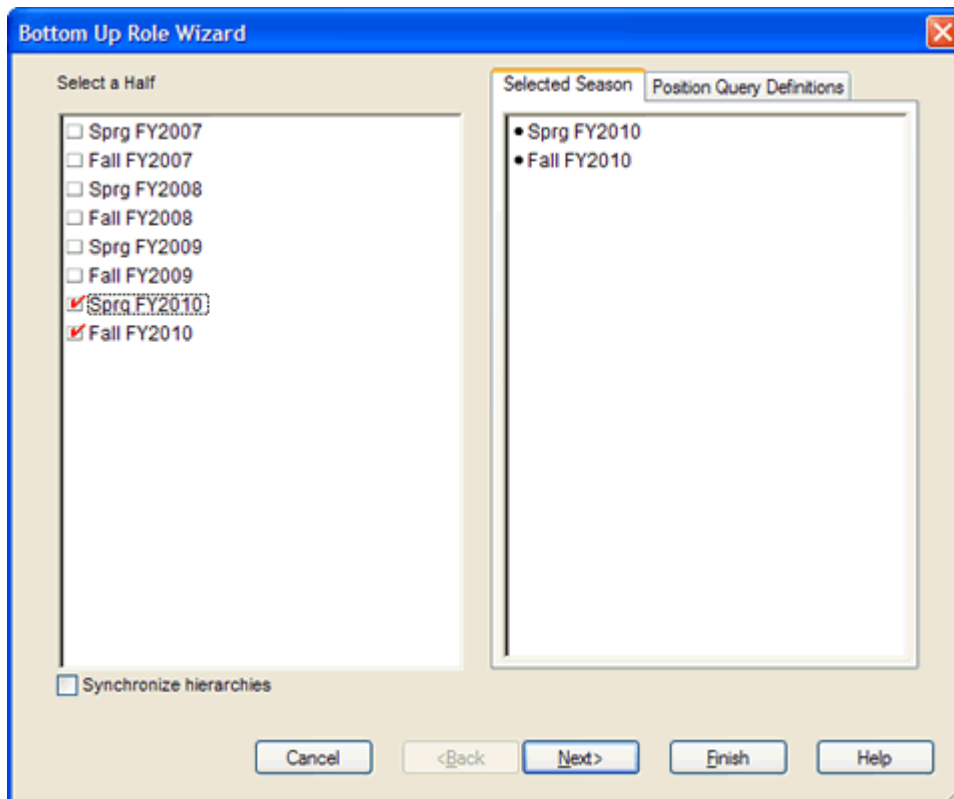 Bottom Up Role Wizard
Select a Half
Sprg FY2007
Fall FY2007
Sprg FY2008
Fall FY2008
Sprg FY2009
Fall FY2009
Sprg FY2010
Fall FY2010
Synchronize hierarchies
Selected Season
Position Query Definitions
• Sprg FY2010
• Fall FY2010
Cancel
<Back
Next>
Finish
Help